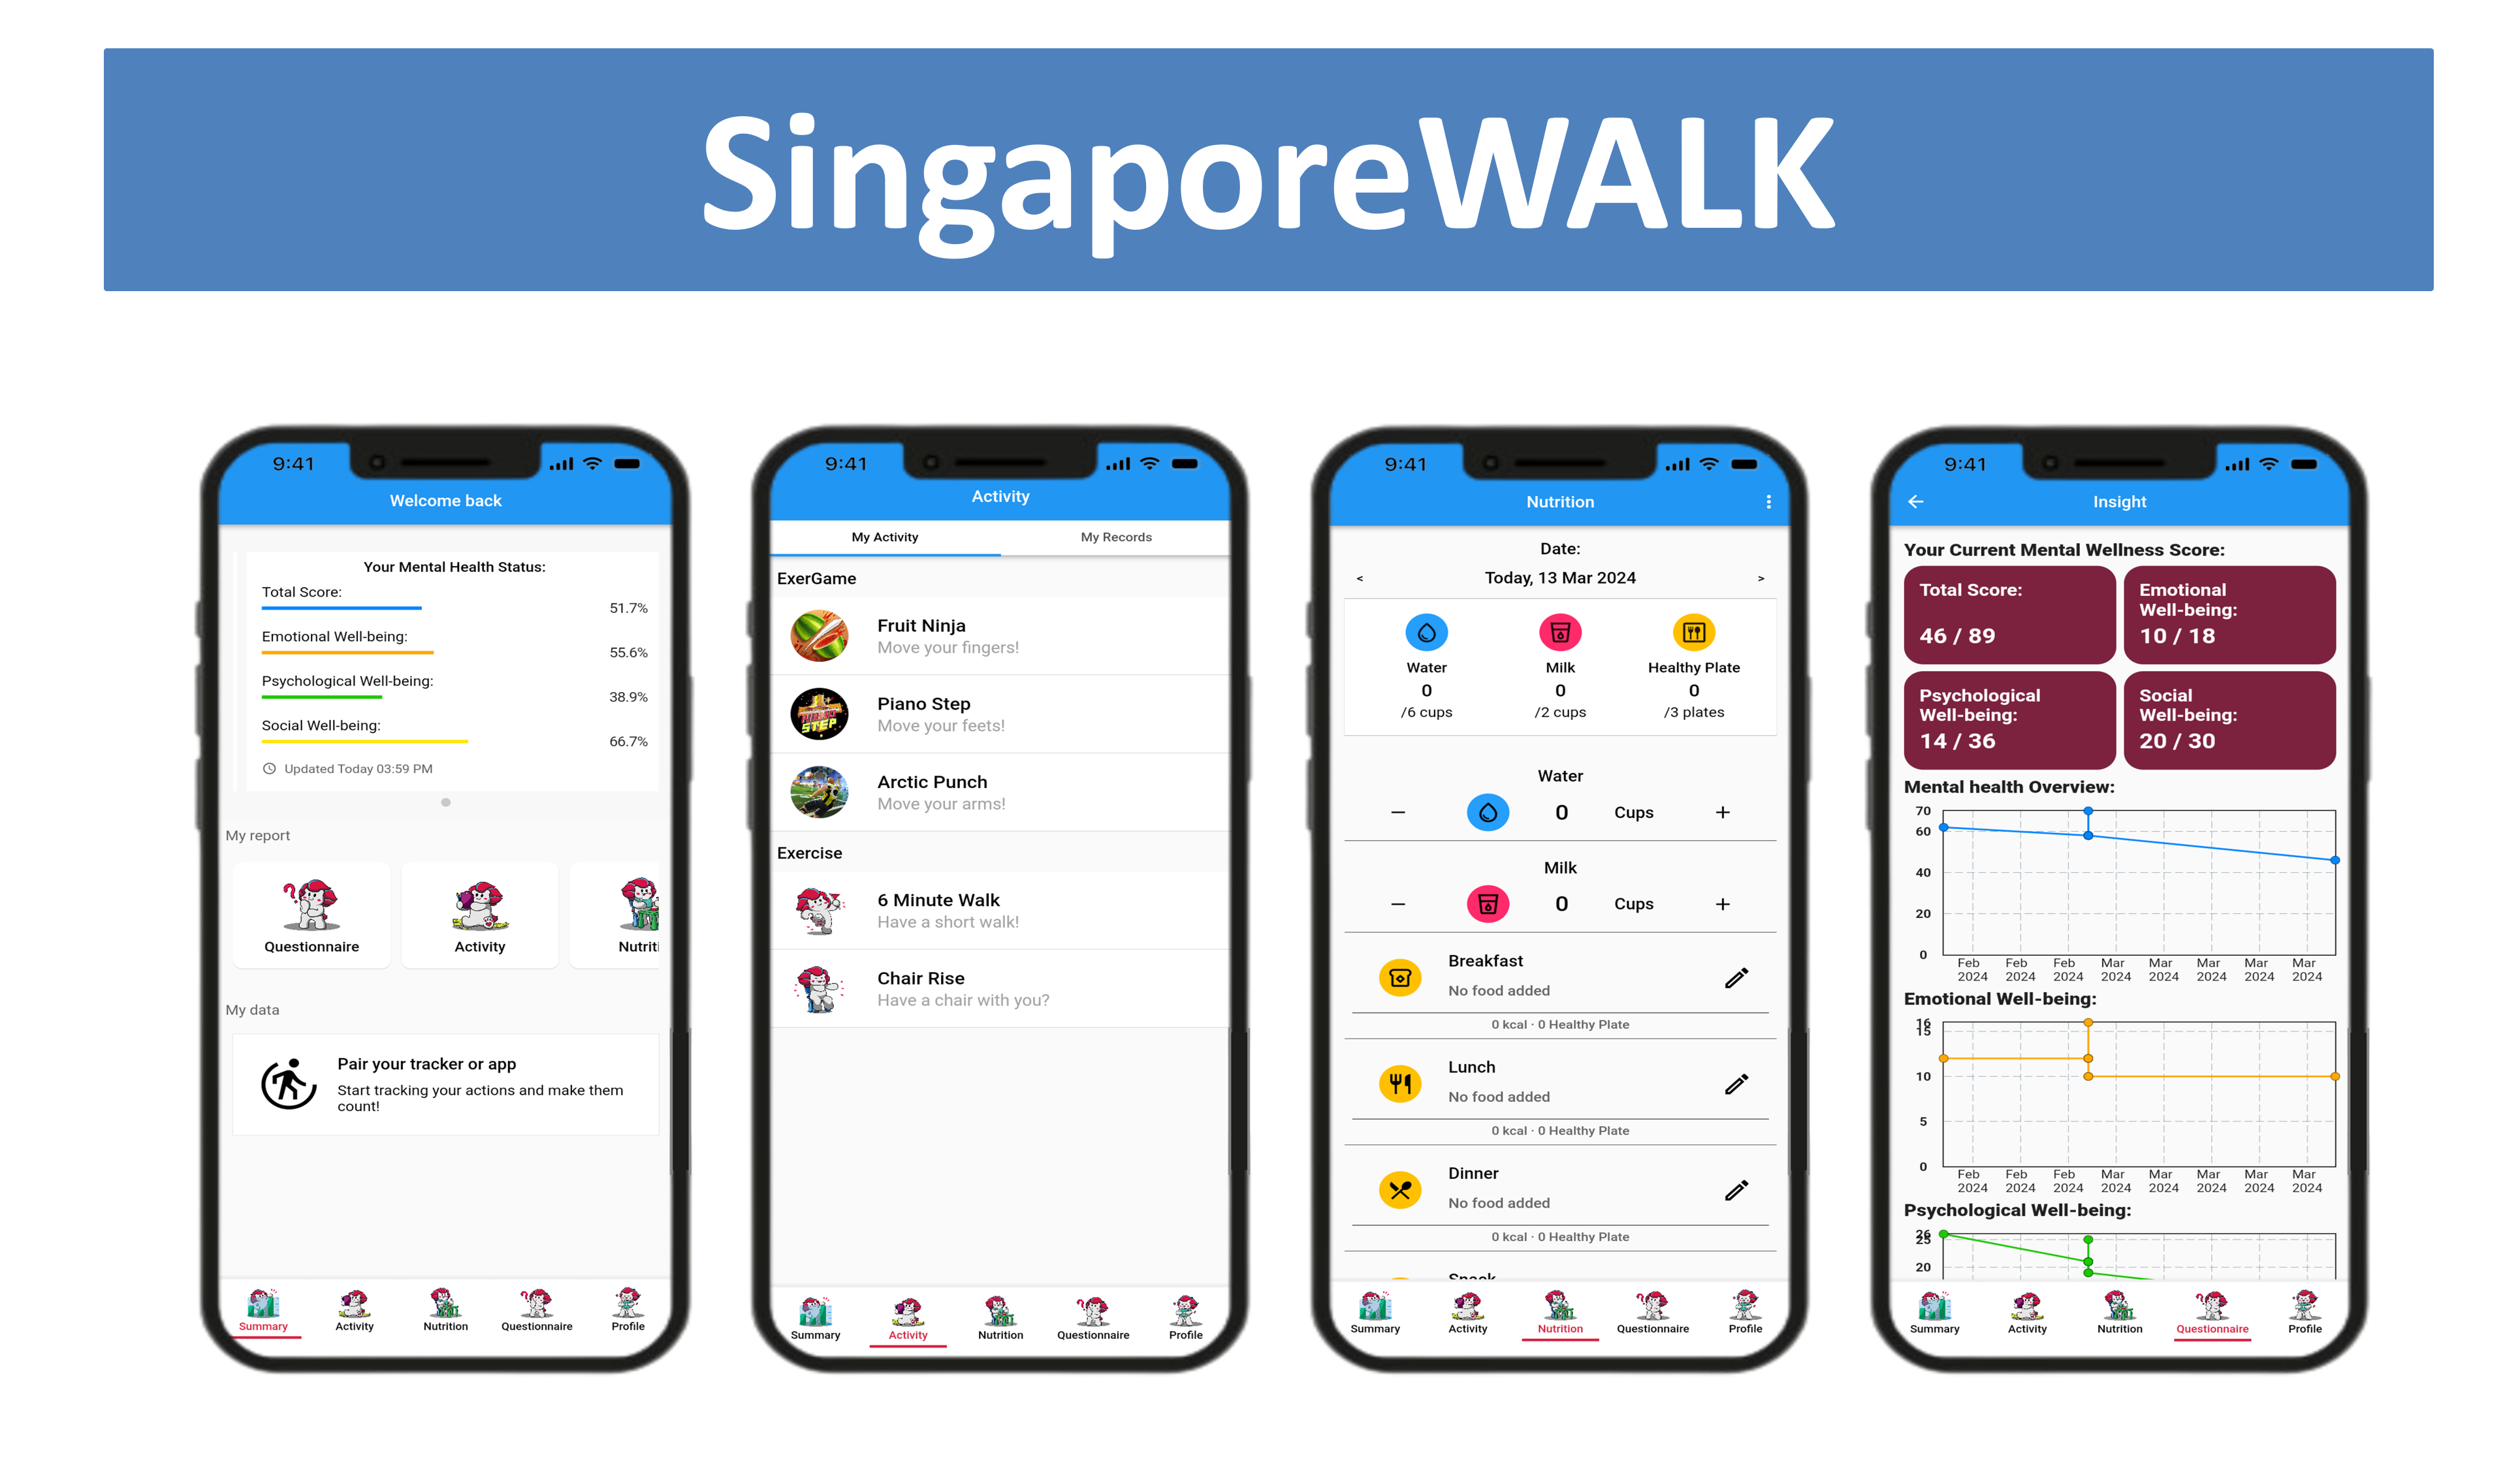 SingaporeWALK
9:41
Welcome back
Your Mental Health Status:
Total Score:
51.7%
Emotional Well-being:
55.6%
Psychological Well-being:
38.9%
Social Well-being:
66.7%
Updated Today 03:59 PM
My report
Questionnaire
Activity
Nutriti
My data
Pair your tracker or app
Start tracking your actions and make them
count!
Summary
Activity
Nutrition
Questionnaire
Profile
9:41
Activity
My Activity
My Records
ExerGame
Fruit Ninja
Move your fingers!
Piano Step
Move your feets!
Arctic Punch
Move your arms!
Exercise
6 Minute Walk
Have a short walk!
Chair Rise
Have a chair with you?
Summary
Activity
Nutrition
Questionnaire
Profile
9:41
Nutrition
Date:
< Today, 13 Mar 2024 >
Water
0
/6 cups
Milk
0
/2 cups
Healthy Plate
0
/3 plates
Water
− 0 Cups +
Milk
− 0 Cups +
Breakfast
No food added
0 kcal · 0 Healthy Plate
Lunch
No food added
0 kcal · 0 Healthy Plate
Dinner
No food added
0 kcal · 0 Healthy Plate
Snack
Summary
Activity
Nutrition
Questionnaire
Profile
9:41
Insight
Your Current Mental Wellness Score:
Total Score:
46 / 89
Emotional
Well-being:
10 / 18
Psychological
Well-being:
14 / 36
Social
Well-being:
20 / 30
Mental health Overview:
70
60
40
20
0
Feb Feb Feb Mar Mar Mar Mar Mar
2024 2024 2024 2024 2024 2024 2024 2024
Emotional Well-being:
16
15
10
5
0
Feb Feb Feb Mar Mar Mar Mar Mar
2024 2024 2024 2024 2024 2024 2024 2024
Psychological Well-being:
26
25
20
Summary
Activity
Nutrition
Questionnaire
Profile